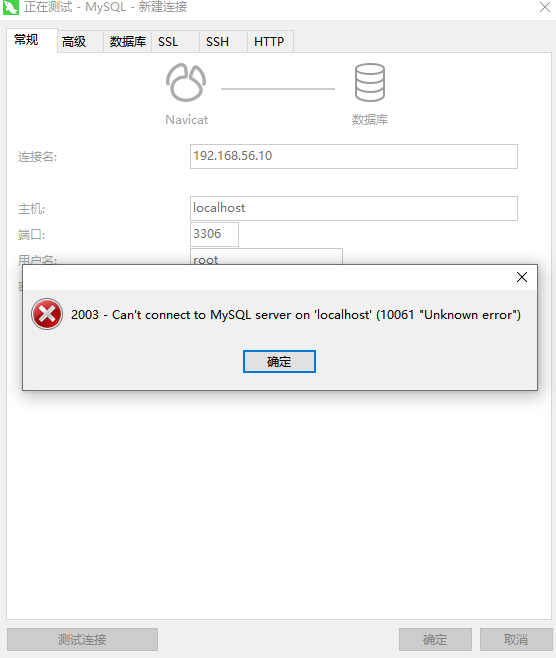 正在测试 - MySQL - 新建连接
常规 高级 数据库 SSL SSH HTTP
Navicat 数据库
连接名: 192.168.56.10
主机: localhost
端口: 3306
用户名: root
2003 - Can't connect to MySQL server on 'localhost' (10061 "Unknown error")
确定
测试连接 确定 取消